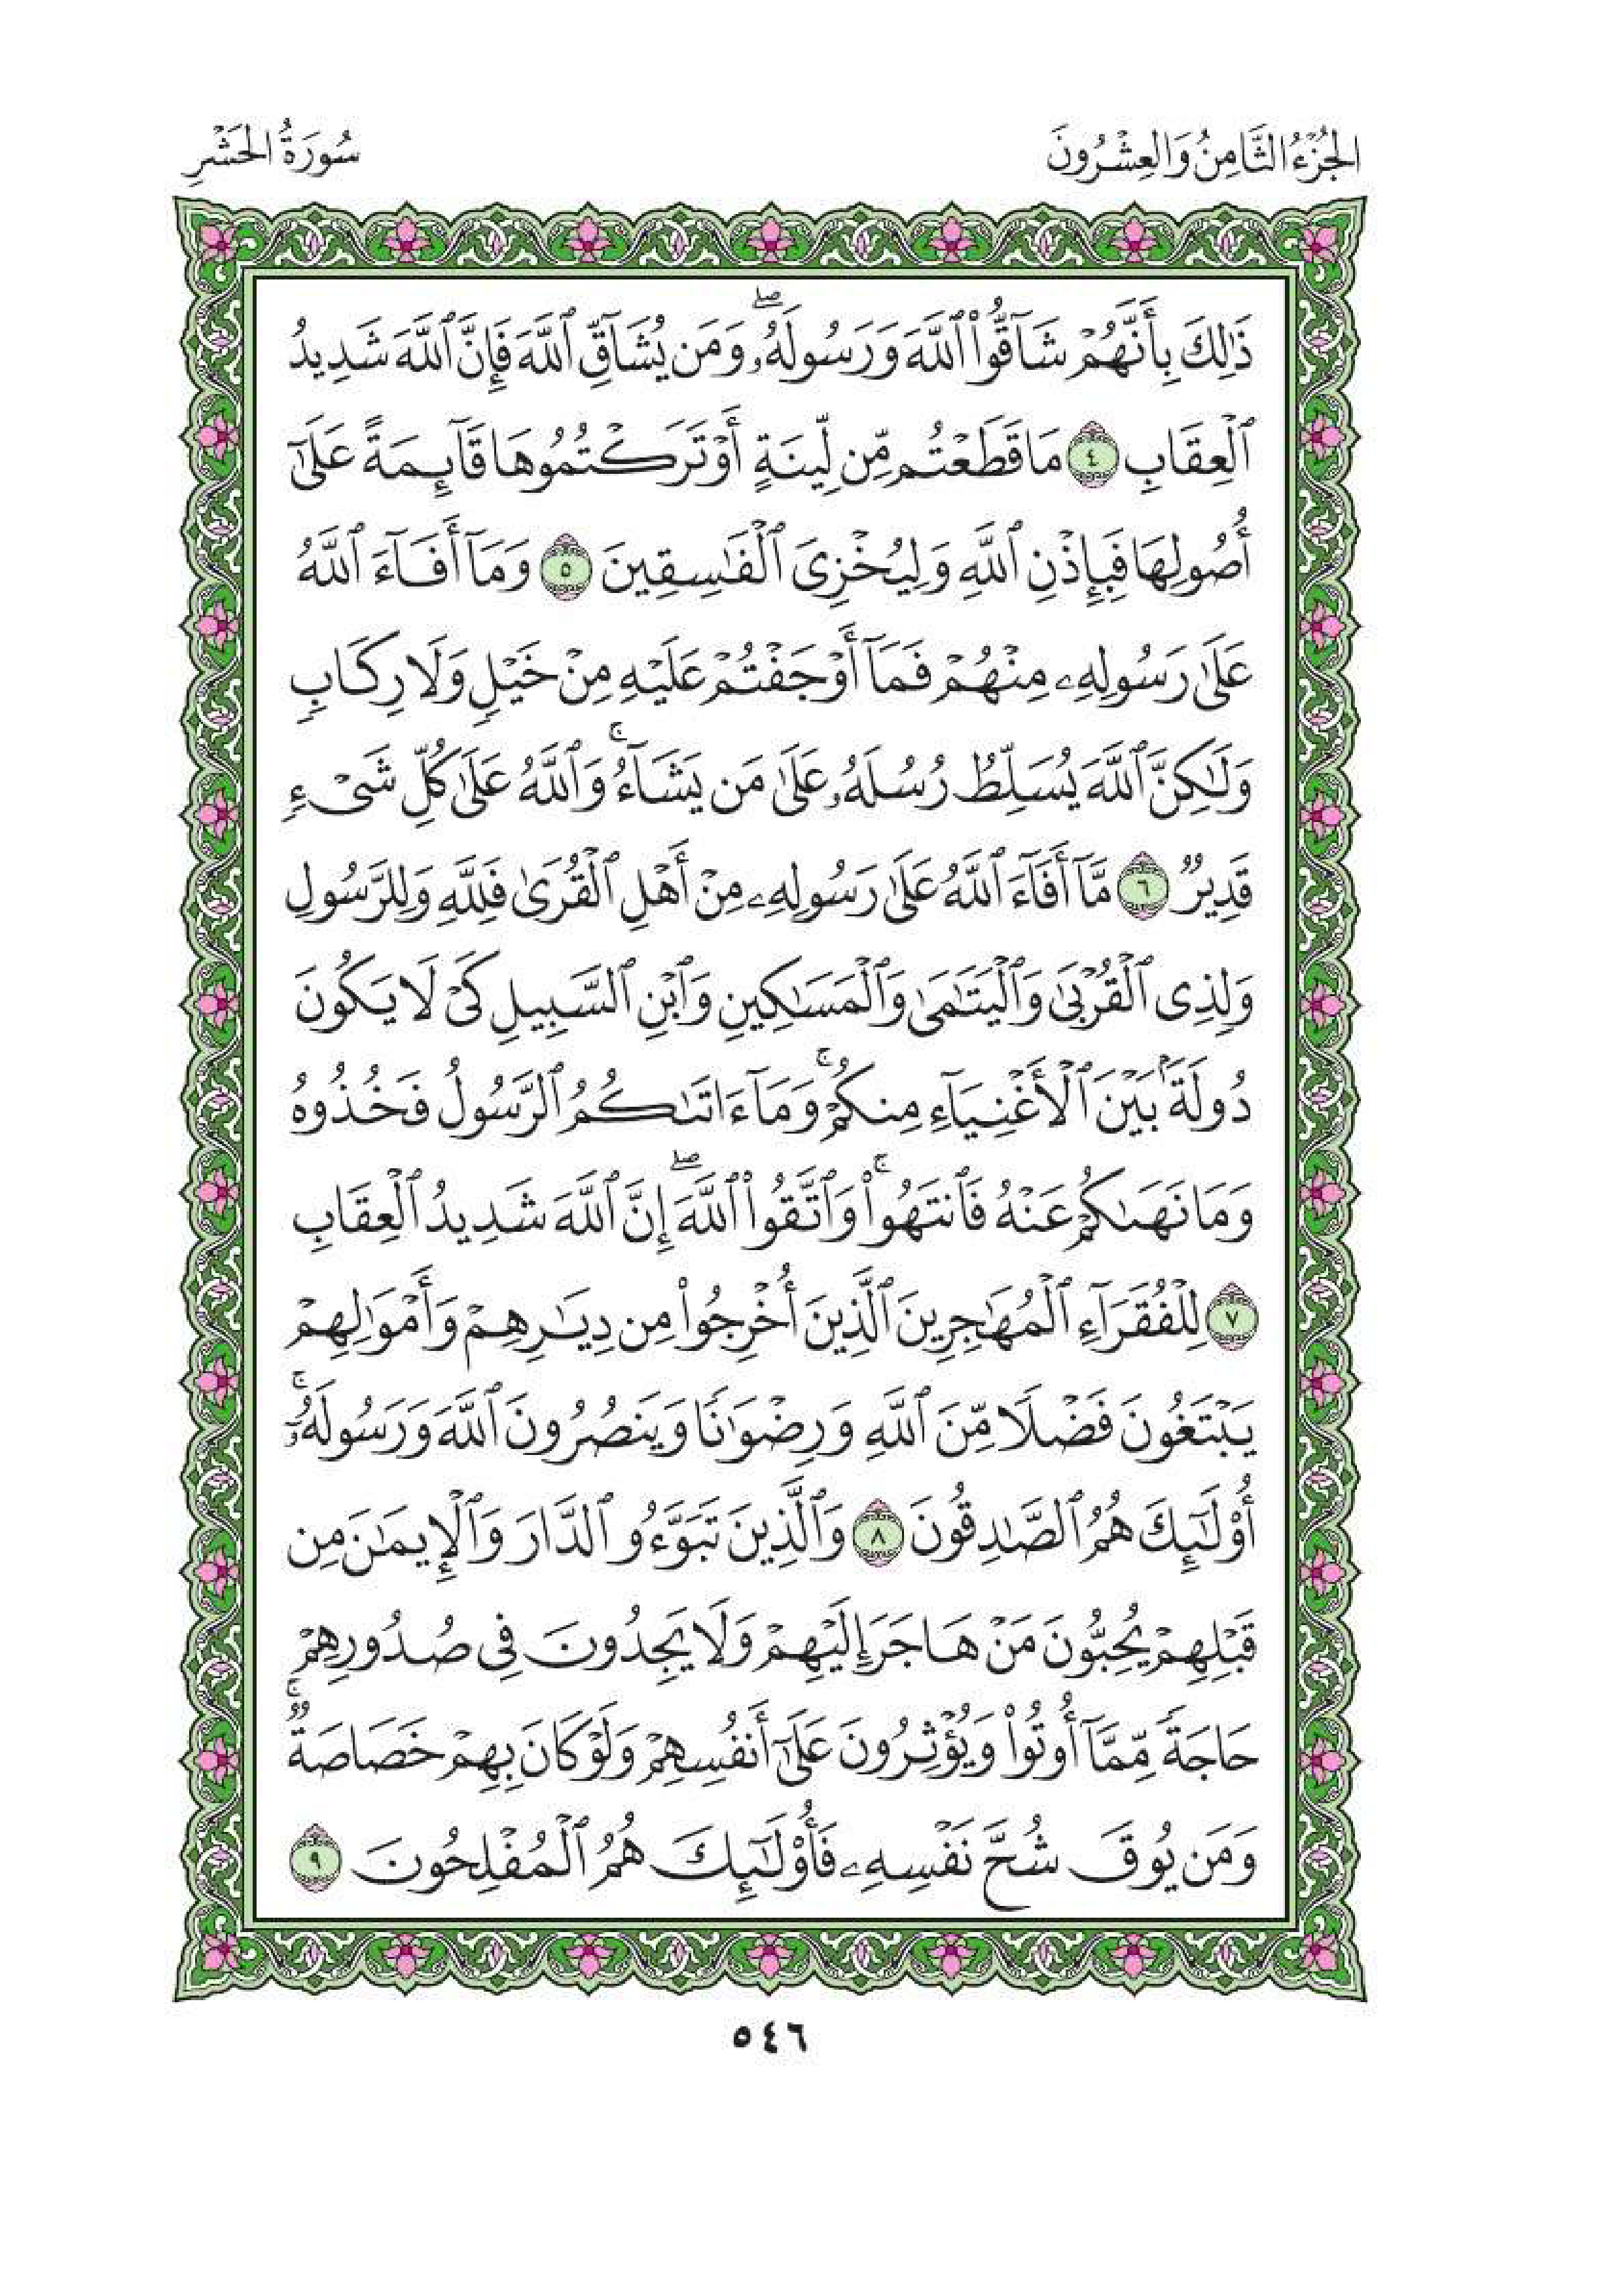 الجُزْءُ الثَّامِنُ وَالعِشْرُونَ
سُورَةُ الحَشْرِ
ذَٰلِكَ بِأَنَّهُمْ شَآقُّوا۟ ٱللَّهَ وَرَسُولَهُۥ ۖ وَمَن يُشَآقِّ ٱللَّهَ فَإِنَّ ٱللَّهَ شَدِيدُ
ٱلْعِقَابِ ٤ مَا قَطَعْتُم مِّن لِّينَةٍ أَوْ تَرَكْتُمُوهَا قَآئِمَةً عَلَىٰٓ
أُصُولِهَا فَبِإِذْنِ ٱللَّهِ وَلِيُخْزِىَ ٱلْفَـٰسِقِينَ ٥ وَمَآ أَفَآءَ ٱللَّهُ
عَلَىٰ رَسُولِهِۦ مِنْهُمْ فَمَآ أَوْجَفْتُمْ عَلَيْهِ مِنْ خَيْلٍ وَلَا رِكَابٍ
وَلَـٰكِنَّ ٱللَّهَ يُسَلِّطُ رُسُلَهُۥ عَلَىٰ مَن يَشَآءُ ۚ وَٱللَّهُ عَلَىٰ كُلِّ شَىْءٍ
قَدِيرٌ ٦ مَّآ أَفَآءَ ٱللَّهُ عَلَىٰ رَسُولِهِۦ مِنْ أَهْلِ ٱلْقُرَىٰ فَلِلَّهِ وَلِلرَّسُولِ
وَلِذِى ٱلْقُرْبَىٰ وَٱلْيَتَـٰمَىٰ وَٱلْمَسَـٰكِينِ وَٱبْنِ ٱلسَّبِيلِ كَىْ لَا يَكُونَ
دُولَةًۢ بَيْنَ ٱلْأَغْنِيَآءِ مِنكُمْ ۚ وَمَآ ءَاتَىٰكُمُ ٱلرَّسُولُ فَخُذُوهُ
وَمَا نَهَىٰكُمْ عَنْهُ فَٱنتَهُوا۟ ۚ وَٱتَّقُوا۟ ٱللَّهَ ۖ إِنَّ ٱللَّهَ شَدِيدُ ٱلْعِقَابِ
٧ لِلْفُقَرَآءِ ٱلْمُهَـٰجِرِينَ ٱلَّذِينَ أُخْرِجُوا۟ مِن دِيَـٰرِهِمْ وَأَمْوَٰلِهِمْ
يَبْتَغُونَ فَضْلًا مِّنَ ٱللَّهِ وَرِضْوَٰنًا وَيَنصُرُونَ ٱللَّهَ وَرَسُولَهُۥٓ ۚ
أُو۟لَـٰٓئِكَ هُمُ ٱلصَّـٰدِقُونَ ٨ وَٱلَّذِينَ تَبَوَّءُو ٱلدَّارَ وَٱلْإِيمَـٰنَ مِن
قَبْلِهِمْ يُحِبُّونَ مَنْ هَاجَرَ إِلَيْهِمْ وَلَا يَجِدُونَ فِى صُدُورِهِمْ
حَاجَةً مِّمَّآ أُوتُوا۟ وَيُؤْثِرُونَ عَلَىٰٓ أَنفُسِهِمْ وَلَوْ كَانَ بِهِمْ خَصَاصَةٌ ۚ
وَمَن يُوقَ شُحَّ نَفْسِهِۦ فَأُو۟لَـٰٓئِكَ هُمُ ٱلْمُفْلِحُونَ ٩
٥٤٦